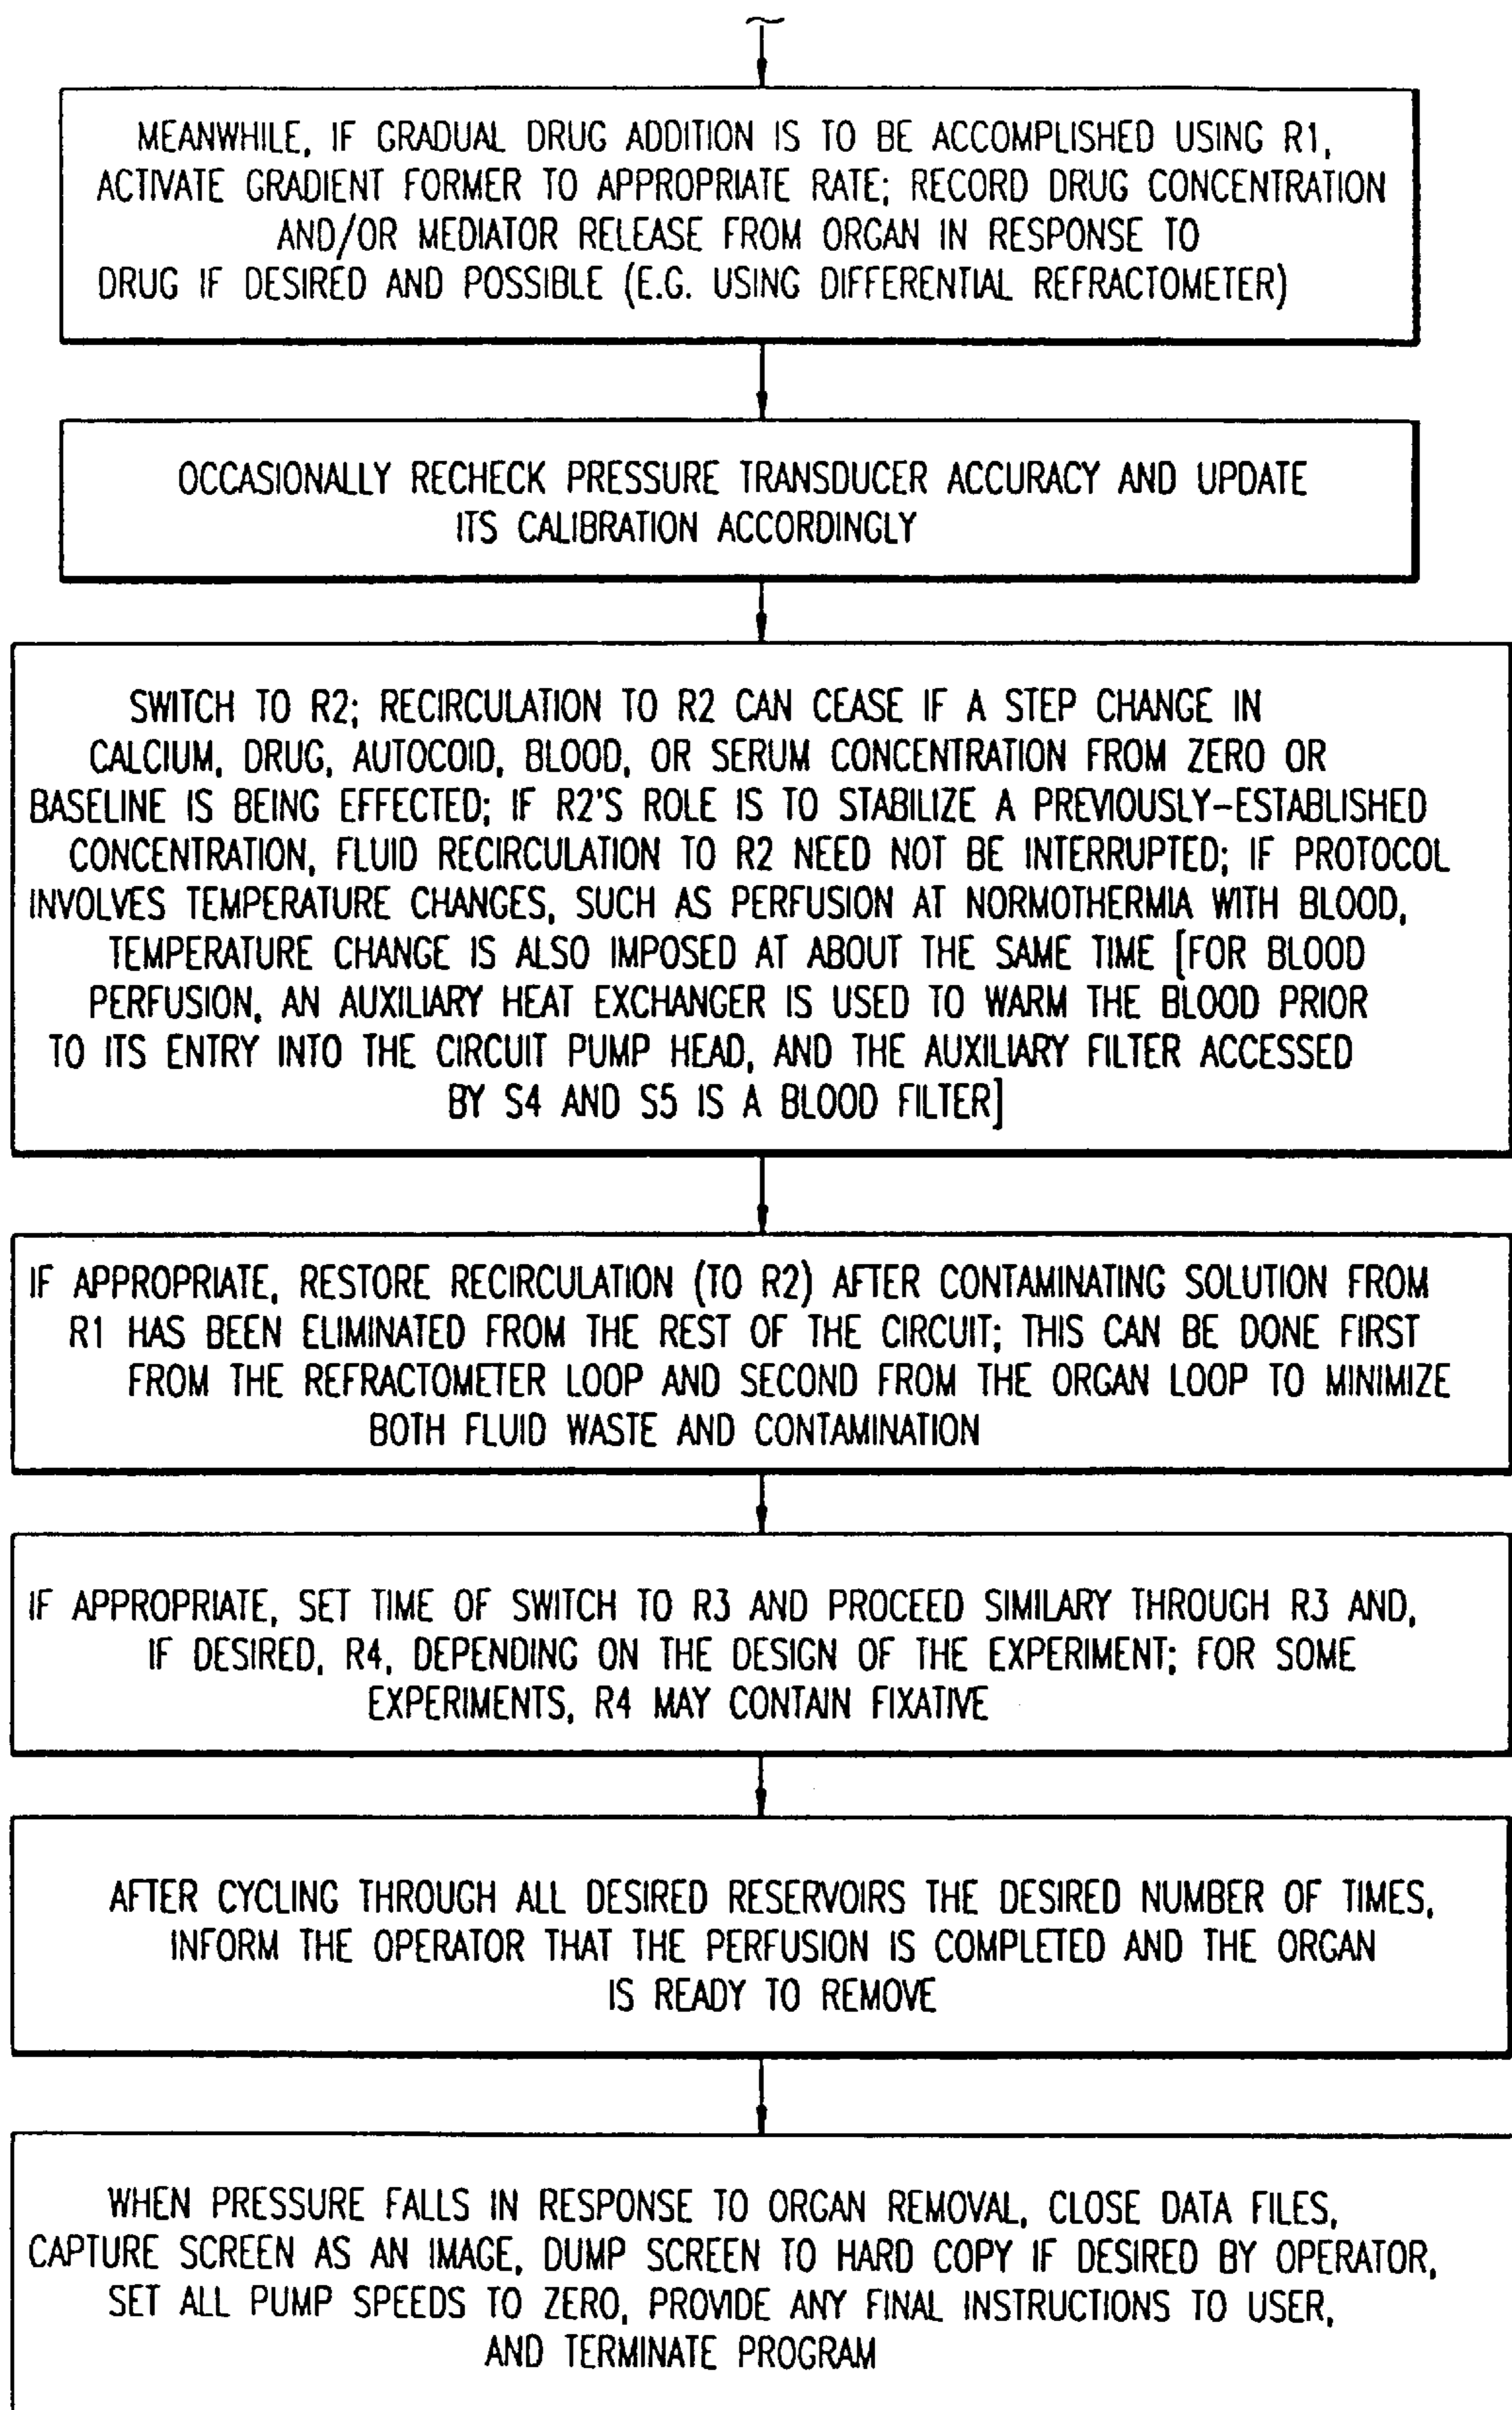 MEANWHILE, IF GRADUAL DRUG ADDITION IS TO BE ACCOMPLISHED USING R1,
ACTIVATE GRADIENT FORMER TO APPROPRIATE RATE; RECORD DRUG CONCENTRATION
AND/OR MEDIATOR RELEASE FROM ORGAN IN RESPONSE TO
DRUG IF DESIRED AND POSSIBLE (E.G. USING DIFFERENTIAL REFRACTOMETER)
OCCASIONALLY RECHECK PRESSURE TRANSDUCER ACCURACY AND UPDATE
ITS CALIBRATION ACCORDINGLY
SWITCH TO R2; RECIRCULATION TO R2 CAN CEASE IF A STEP CHANGE IN
CALCIUM, DRUG, AUTOCOID, BLOOD, OR SERUM CONCENTRATION FROM ZERO OR
BASELINE IS BEING EFFECTED; IF R2'S ROLE IS TO STABILIZE A PREVIOUSLY-ESTABLISHED
CONCENTRATION, FLUID RECIRCULATION TO R2 NEED NOT BE INTERRUPTED; IF PROTOCOL
INVOLVES TEMPERATURE CHANGES, SUCH AS PERFUSION AT NORMOTHERMIA WITH BLOOD,
TEMPERATURE CHANGE IS ALSO IMPOSED AT ABOUT THE SAME TIME [FOR BLOOD
PERFUSION, AN AUXILIARY HEAT EXCHANGER IS USED TO WARM THE BLOOD PRIOR
TO ITS ENTRY INTO THE CIRCUIT PUMP HEAD, AND THE AUXILIARY FILTER ACCESSED
BY S4 AND S5 IS A BLOOD FILTER]
IF APPROPRIATE, RESTORE RECIRCULATION (TO R2) AFTER CONTAMINATING SOLUTION FROM
R1 HAS BEEN ELIMINATED FROM THE REST OF THE CIRCUIT; THIS CAN BE DONE FIRST
FROM THE REFRACTOMETER LOOP AND SECOND FROM THE ORGAN LOOP TO MINIMIZE
BOTH FLUID WASTE AND CONTAMINATION
IF APPROPRIATE, SET TIME OF SWITCH TO R3 AND PROCEED SIMILARY THROUGH R3 AND,
IF DESIRED, R4, DEPENDING ON THE DESIGN OF THE EXPERIMENT; FOR SOME
EXPERIMENTS, R4 MAY CONTAIN FIXATIVE
AFTER CYCLING THROUGH ALL DESIRED RESERVOIRS THE DESIRED NUMBER OF TIMES,
INFORM THE OPERATOR THAT THE PERFUSION IS COMPLETED AND THE ORGAN
IS READY TO REMOVE
WHEN PRESSURE FALLS IN RESPONSE TO ORGAN REMOVAL, CLOSE DATA FILES,
CAPTURE SCREEN AS AN IMAGE, DUMP SCREEN TO HARD COPY IF DESIRED BY OPERATOR,
SET ALL PUMP SPEEDS TO ZERO, PROVIDE ANY FINAL INSTRUCTIONS TO USER,
AND TERMINATE PROGRAM